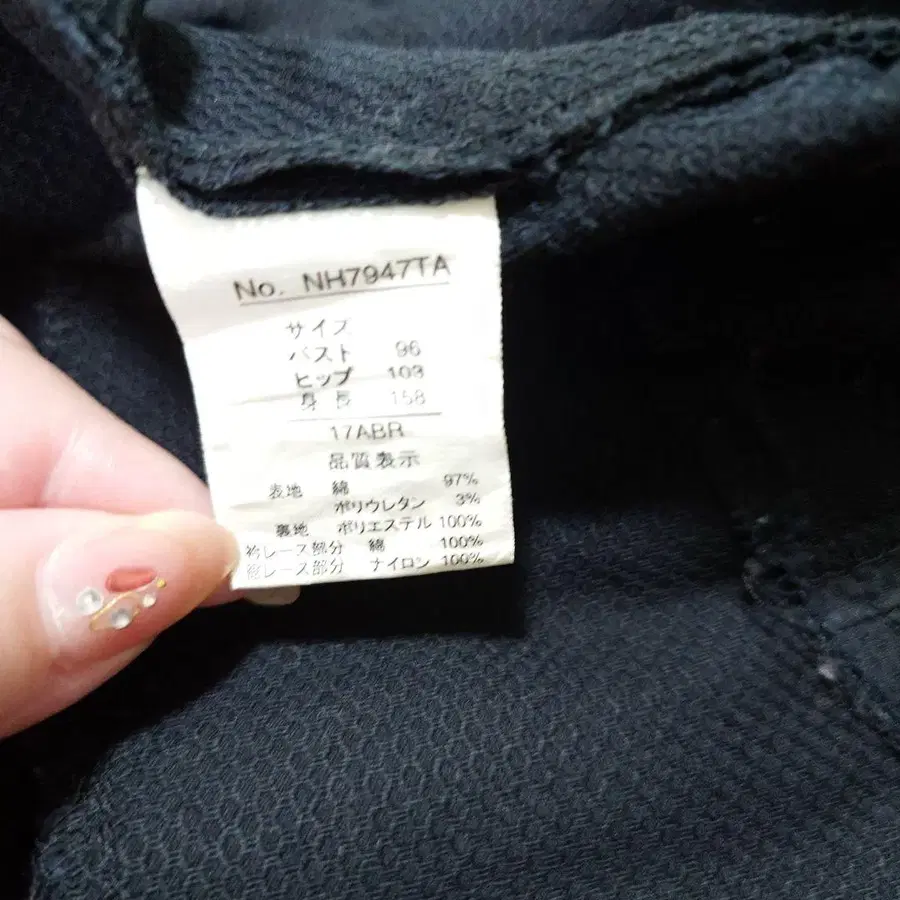 No. NH7947TA
サイズ
バスト 96
ヒップ 103
身長 158
17ABR
品質表示
表地 綿 97%
ポリウレタン 3%
裏地 ポリエステル 100%
衿レース部分 綿 100%
レース部分 ナイロン 100%